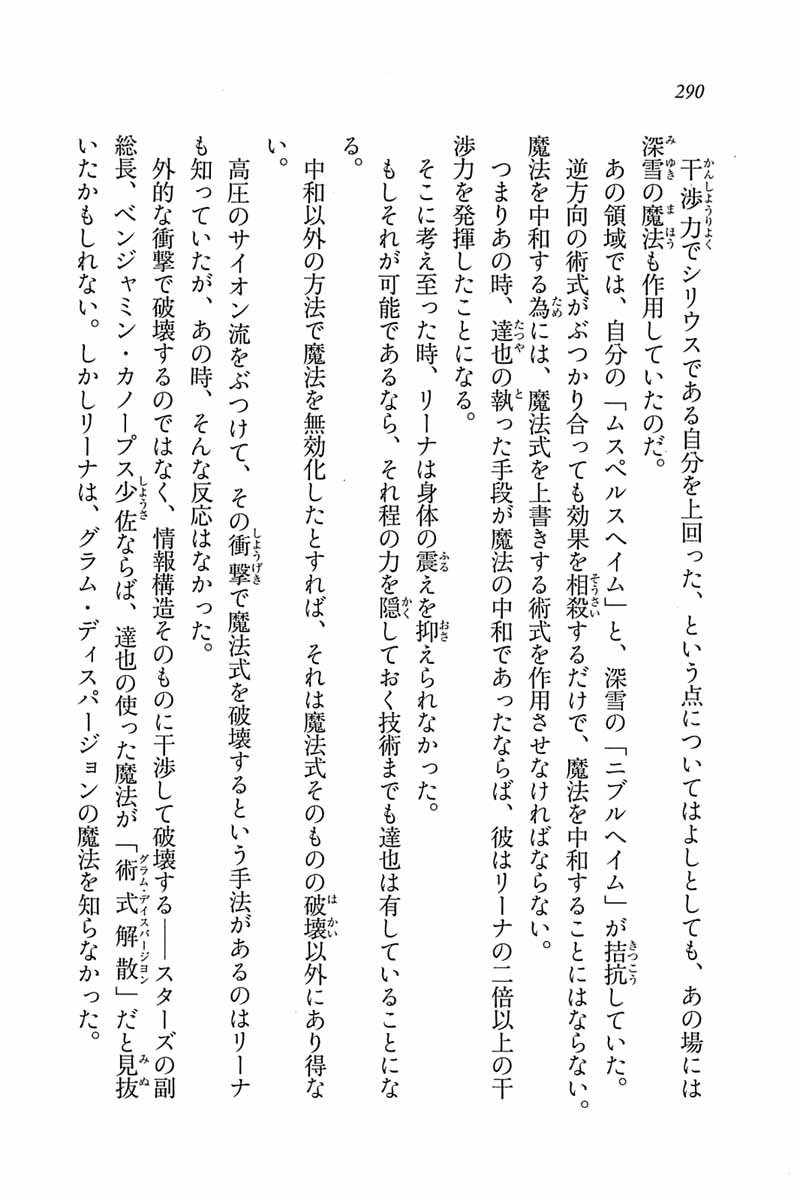 290
干渉力でシリウスである自分を上回った、という点についてはよしとしても、あの場には
深雪の魔法も作用していたのだ。
あの領域では、自分の「ムスペルスヘイム」と、深雪の「ニブルヘイム」が拮抗していた。
逆方向の術式がぶつかり合っても効果を相殺するだけで、魔法を中和することにはならない。
魔法を中和する為には、魔法式を上書きする術式を作用させなければならない。
つまりあの時、達也の執った手段が魔法の中和であったならば、彼はリーナの二倍以上の干
渉力を発揮したことになる。
そこに考え至った時、リーナは身体の震えを抑えられなかった。
もしそれが可能であるなら、それ程の力を隠しておく技術までも達也は有していることにな
る。
中和以外の方法で魔法を無効化したとすれば、それは魔法式そのものの破壊以外にあり得な
い。
高圧のサイオン流をぶつけて、その衝撃で魔法式を破壊するという手法があるのはリーナ
も知っていたが、あの時、そんな反応はなかった。
外的な衝撃で破壊するのではなく、情報構造そのものに干渉して破壊する――スターズの副
総長、ベンジャミン・カノープス少佐ならば、達也の使った魔法が「術式解散」だと見抜
いたかもしれない。しかしリーナは、グラム・ディスパージョンの魔法を知らなかった。